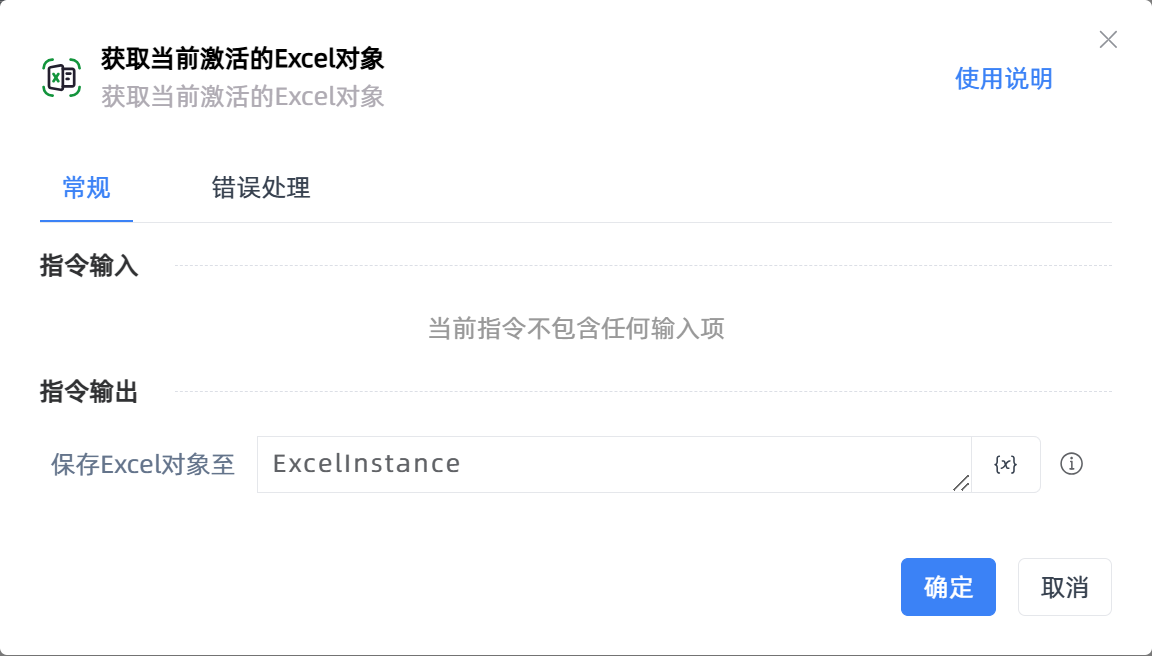 获取当前激活的Excel对象
获取当前激活的Excel对象
使用说明
常规
错误处理
指令输入
当前指令不包含任何输入项
指令输出
保存Excel对象至
ExcelInstance
{x}
确定
取消